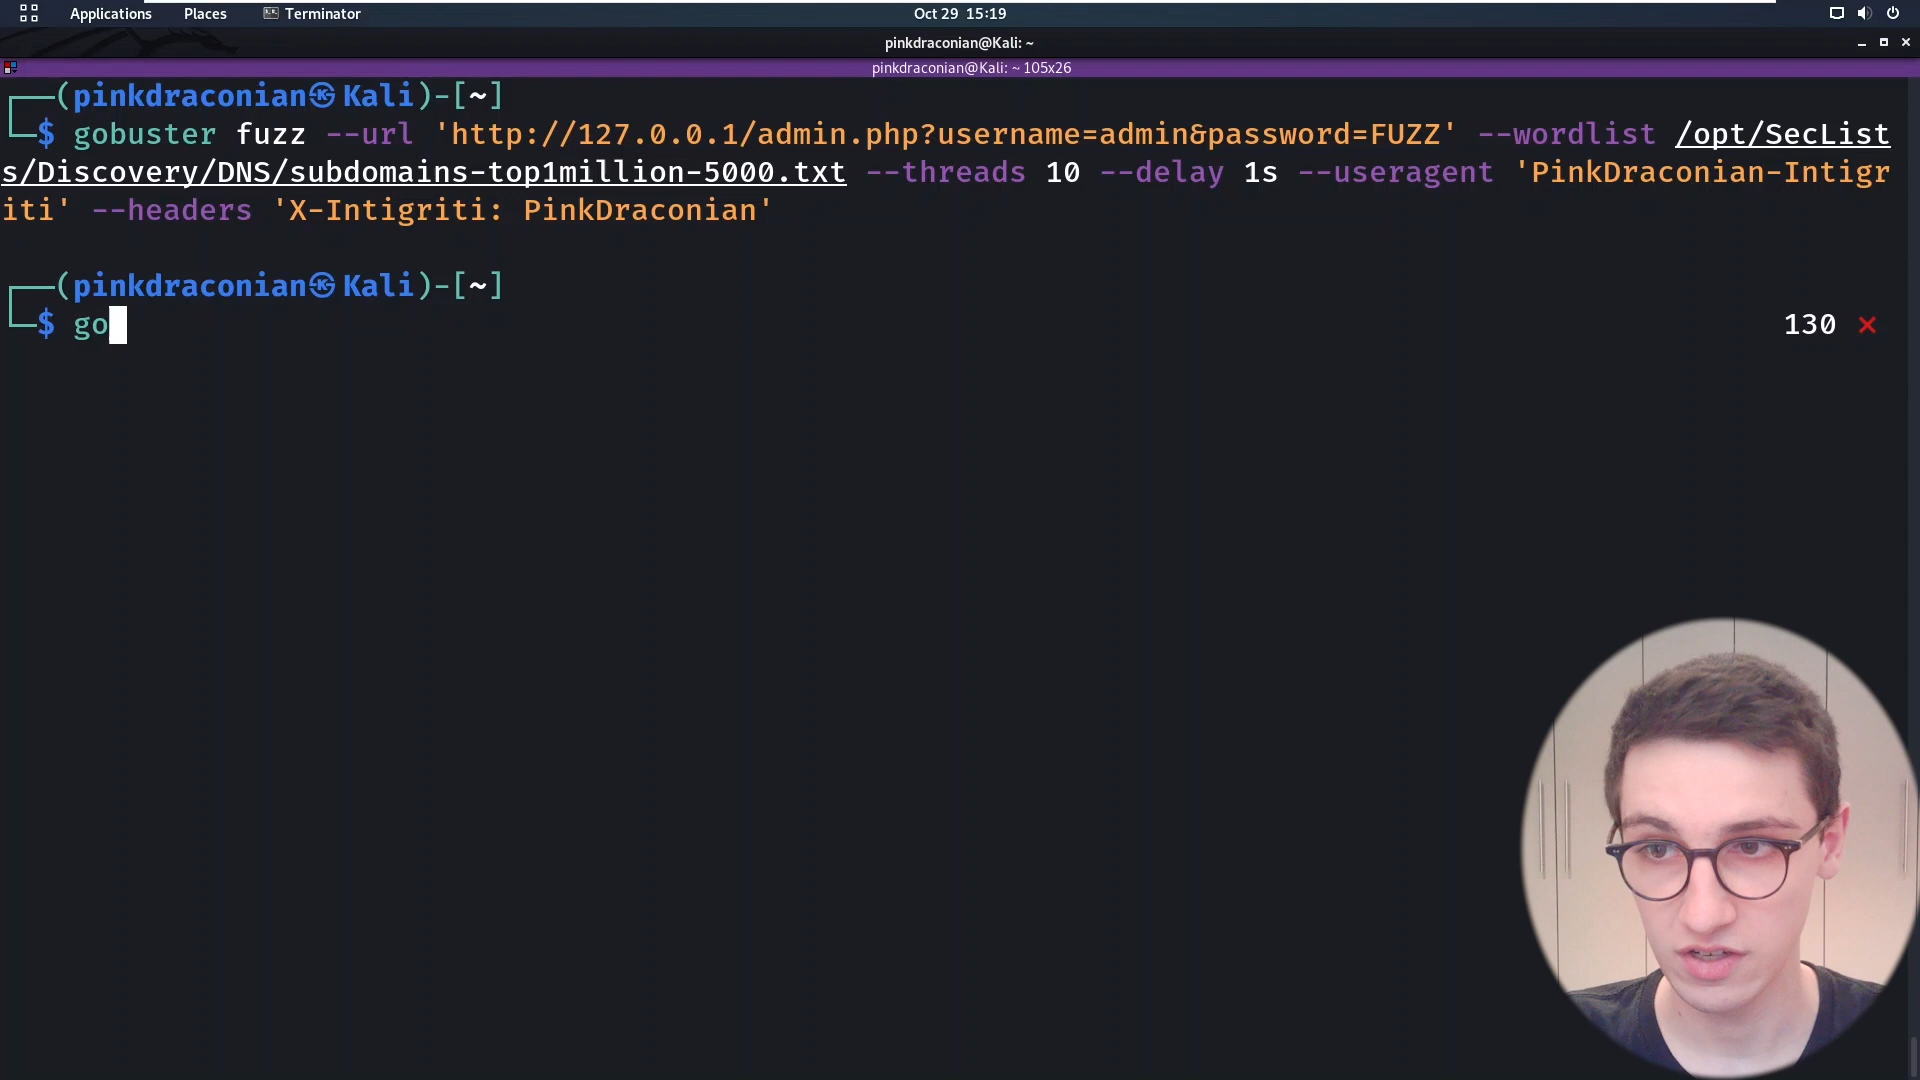 Applications Places Terminator Oct 29 15:19
pinkdraconian@Kali: ~
pinkdraconian@Kali: ~ 105x26
┌──(pinkdraconian㉿Kali)-[~]
└─$ gobuster fuzz --url 'http://127.0.0.1/admin.php?username=admin&password=FUZZ' --wordlist /opt/SecList
s/Discovery/DNS/subdomains-top1million-5000.txt --threads 10 --delay 1s --useragent 'PinkDraconian-Intigr
iti' --headers 'X-Intigriti: PinkDraconian'
┌──(pinkdraconian㉿Kali)-[~]
└─$ go 130 ⨯